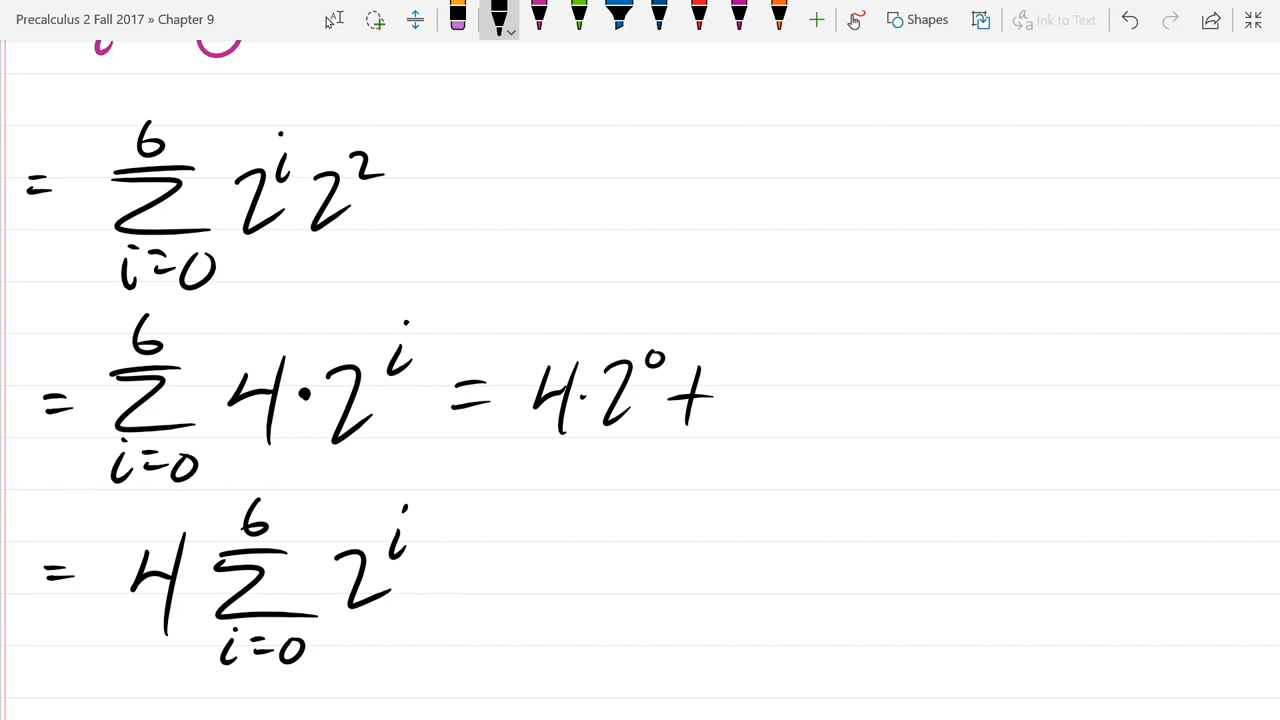 Precalculus 2 Fall 2017 » Chapter 9 Shapes Ink to Text
= 6 Σ i=0 2^i 2^2
= 6 Σ i=0 4 · 2^i = 4 · 2^0 +
= 4 6 Σ i=0 2^i